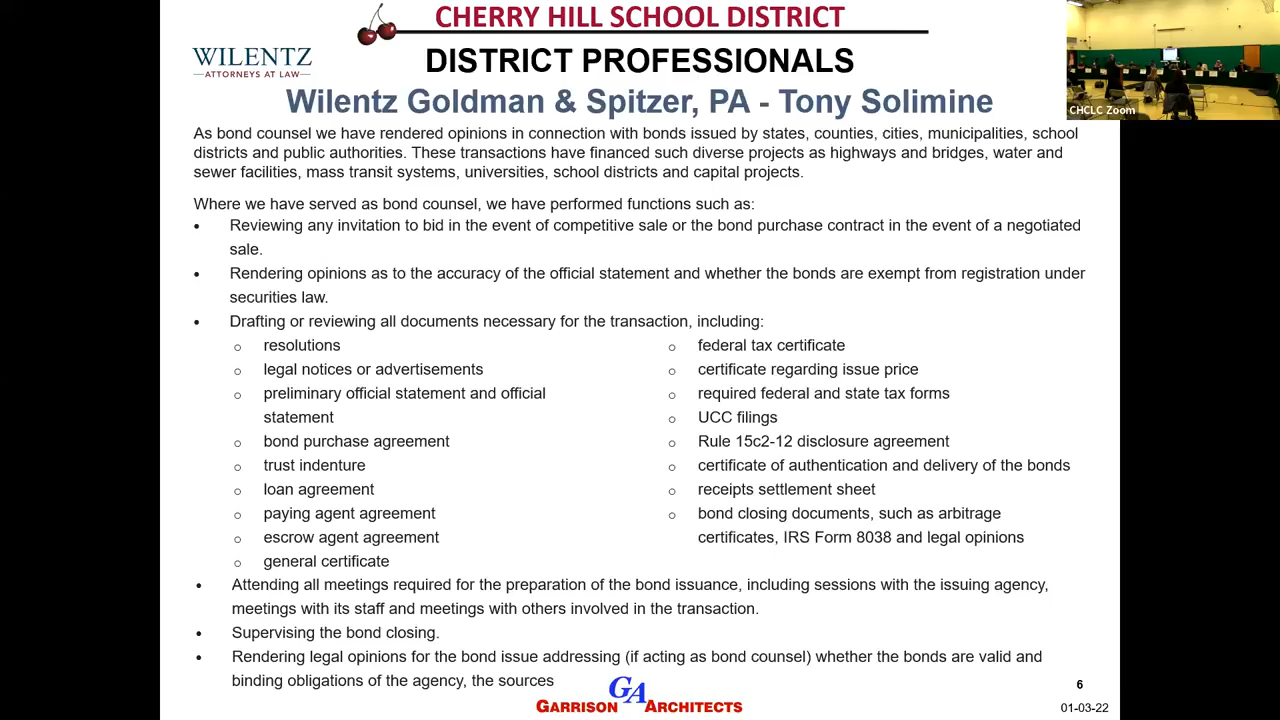 CHERRY HILL SCHOOL DISTRICT
WILENTZ
ATTORNEYS AT LAW
DISTRICT PROFESSIONALS
Wilentz Goldman & Spitzer, PA - Tony Solimine
CHCLC Zoom
As bond counsel we have rendered opinions in connection with bonds issued by states, counties, cities, municipalities, school
districts and public authorities. These transactions have financed such diverse projects as highways and bridges, water and
sewer facilities, mass transit systems, universities, school districts and capital projects.
Where we have served as bond counsel, we have performed functions such as:
• Reviewing any invitation to bid in the event of competitive sale or the bond purchase contract in the event of a negotiated
sale.
• Rendering opinions as to the accuracy of the official statement and whether the bonds are exempt from registration under
securities law.
• Drafting or reviewing all documents necessary for the transaction, including:
o resolutions
o legal notices or advertisements
o preliminary official statement and official
statement
o bond purchase agreement
o trust indenture
o loan agreement
o paying agent agreement
o escrow agent agreement
o general certificate
o federal tax certificate
o certificate regarding issue price
o required federal and state tax forms
o UCC filings
o Rule 15c2-12 disclosure agreement
o certificate of authentication and delivery of the bonds
o receipts settlement sheet
o bond closing documents, such as arbitrage
certificates, IRS Form 8038 and legal opinions
• Attending all meetings required for the preparation of the bond issuance, including sessions with the issuing agency,
meetings with its staff and meetings with others involved in the transaction.
• Supervising the bond closing.
• Rendering legal opinions for the bond issue addressing (if acting as bond counsel) whether the bonds are valid and
binding obligations of the agency, the sources
GA
GARRISON ARCHITECTS
6
01-03-22